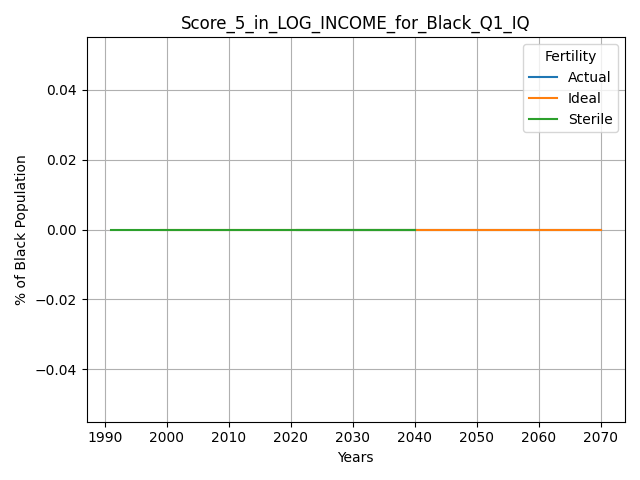 Score_5_in_LOG_INCOME_for_Black_Q1_IQ
Fertility
Actual
Ideal
Sterile
% of Black Population
0.04
0.02
0.00
−0.02
−0.04
1990 2000 2010 2020 2030 2040 2050 2060 2070
Years